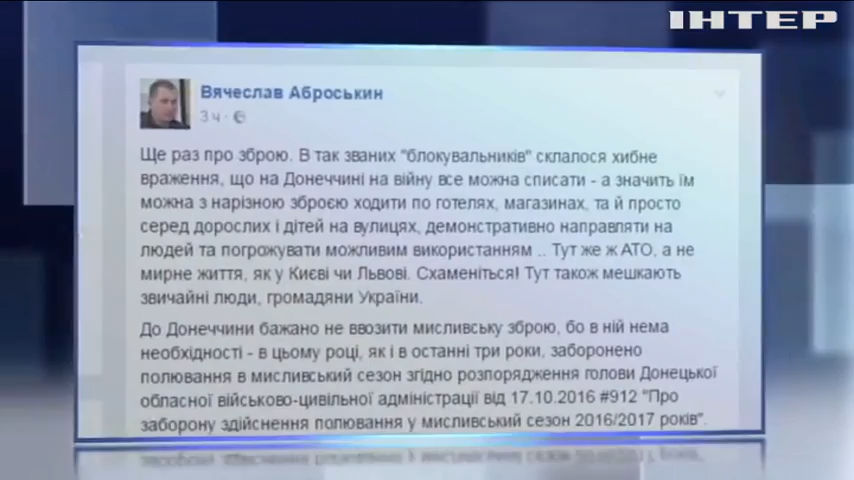 ІНТЕР
Вячеслав Аброськин
3 ч ·
Ще раз про зброю. В так званих "блокувальників" склалося хибне
враження, що на Донеччині на війну все можна списати - а значить їм
можна з нарізною зброєю ходити по готелях, магазинах, та й просто
серед дорослих і дітей на вулицях, демонстративно направляти на
людей та погрожувати можливим використанням .. Тут же ж АТО, а не
мирне життя, як у Києві чи Львові. Схаменіться! Тут також мешкають
звичайні люди, громадяни України.
До Донеччини бажано не ввозити мисливську зброю, бо в ній нема
необхідності - в цьому році, як і в останні три роки, заборонено
полювання в мисливський сезон згідно розпорядження голови Донецької
обласної військово-цивільної адміністрації від 17.10.2016 #912 "Про
заборону здійснення полювання у мисливський сезон 2016/2017 років".